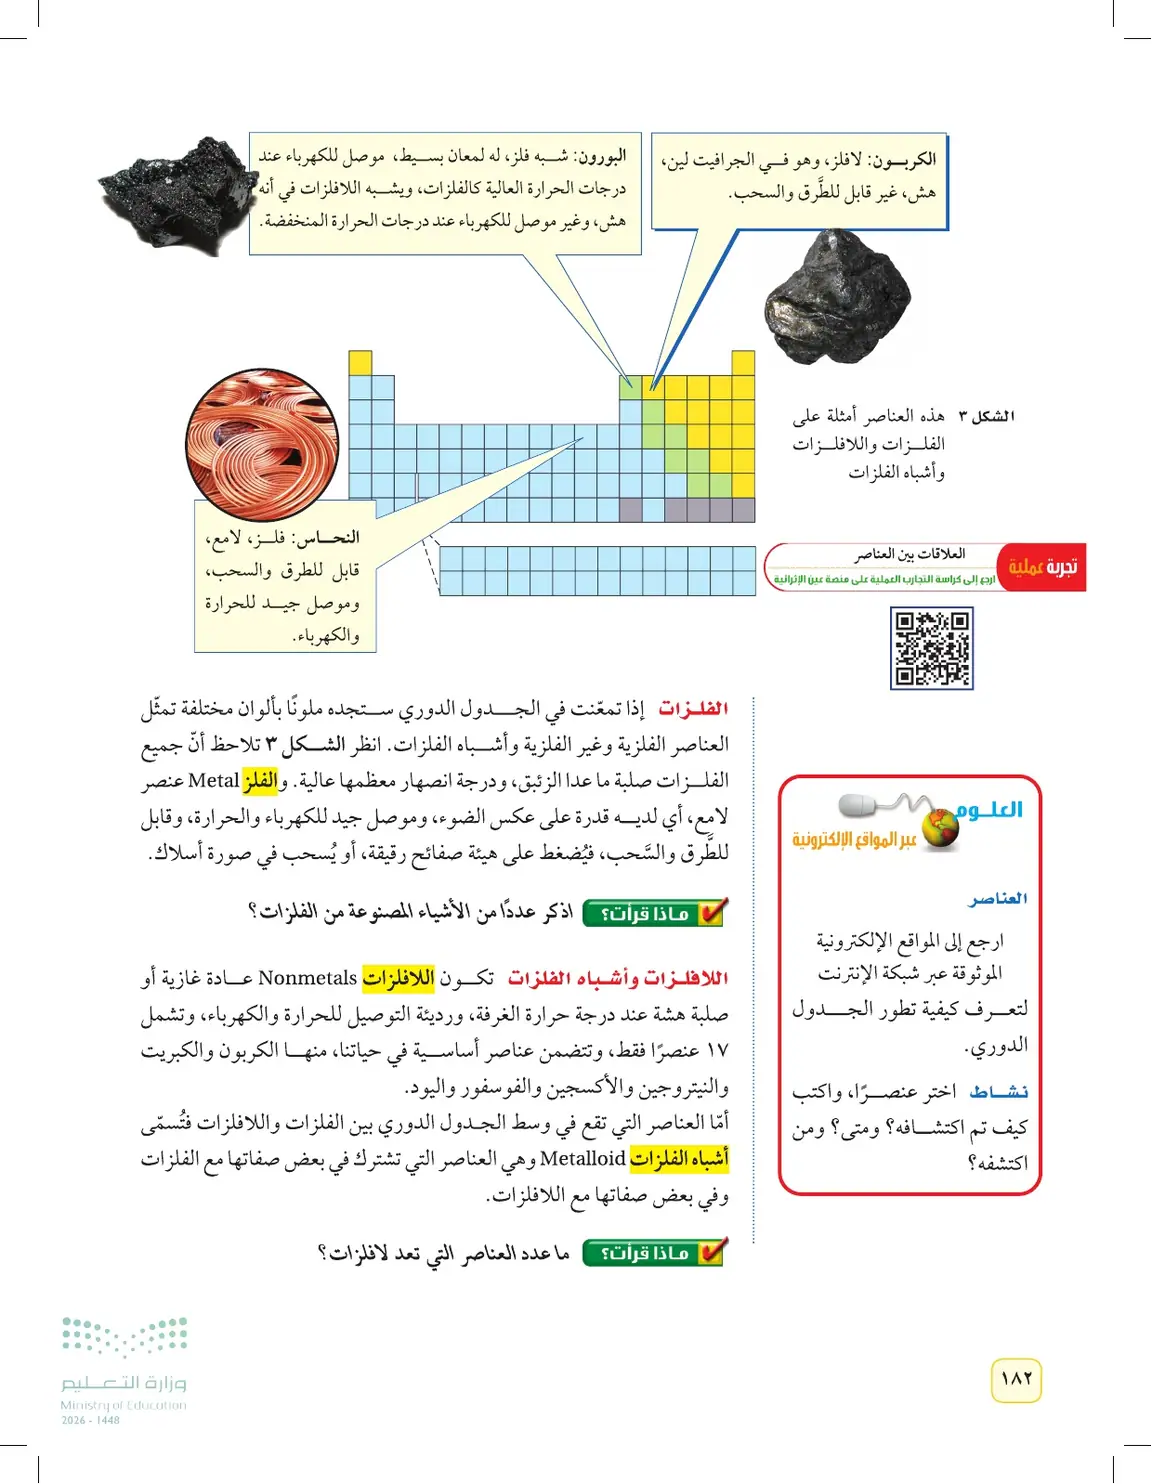 الكربون: لافلز، وهو في الجرافيت لين،
هش، غير قابل للطَّرق والسحب.
البورون: شبه فلز، له لمعان بسيط، موصل للكهرباء عند
درجات الحرارة العالية كالفلزات، ويشبه اللافلزات في أنه
هش، وغير موصل للكهرباء عند درجات الحرارة المنخفضة.
الشكل ٣ هذه العناصر أمثلة على
الفلزات واللافلزات
وأشباه الفلزات
النحاس: فلز، لامع،
قابل للطرق والسحب،
وموصل جيد للحرارة
والكهرباء.
تجربة عملية
العلاقات بين العناصر
ارجع إلى كراسة التجارب العملية على منصة عين الإثرائية
الفلزات إذا تمعّنت في الجدول الدوري ستجده ملونًا بألوان مختلفة تمثّل
العناصر الفلزية وغير الفلزية وأشباه الفلزات. انظر الشكل ٣ تلاحظ أنّ جميع
الفلزات صلبة ما عدا الزئبق، ودرجة انصهار معظمها عالية. والفلز Metal عنصر
لامع، أي لديه قدرة على عكس الضوء، وموصل جيد للكهرباء والحرارة، وقابل
للطَّرق والسَّحب، فيُضغط على هيئة صفائح رقيقة، أو يُسحب في صورة أسلاك.
ماذا قرأت؟ اذكر عددًا من الأشياء المصنوعة من الفلزات؟
اللافلزات وأشباه الفلزات تكون اللافلزات Nonmetals عادة غازية أو
صلبة هشة عند درجة حرارة الغرفة، ورديئة التوصيل للحرارة والكهرباء، وتشمل
١٧ عنصرًا فقط، وتتضمن عناصر أساسية في حياتنا، منها الكربون والكبريت
والنيتروجين والأكسجين والفوسفور واليود.
أمّا العناصر التي تقع في وسط الجدول الدوري بين الفلزات واللافلزات فتُسمّى
أشباه الفلزات Metalloid وهي العناصر التي تشترك في بعض صفاتها مع الفلزات
وفي بعض صفاتها مع اللافلزات.
ماذا قرأت؟ ما عدد العناصر التي تعد لافلزات؟
العلوم
عبر المواقع الإلكترونية
العناصر
ارجع إلى المواقع الإلكترونية
الموثوقة عبر شبكة الإنترنت
لتعرف كيفية تطور الجدول
الدوري.
نشاط اختر عنصرًا، واكتب
كيف تم اكتشافه؟ ومتى؟ ومن
اكتشفه؟
وزارة التعليم
Ministry of Education
2026 - 1448
١٨٢